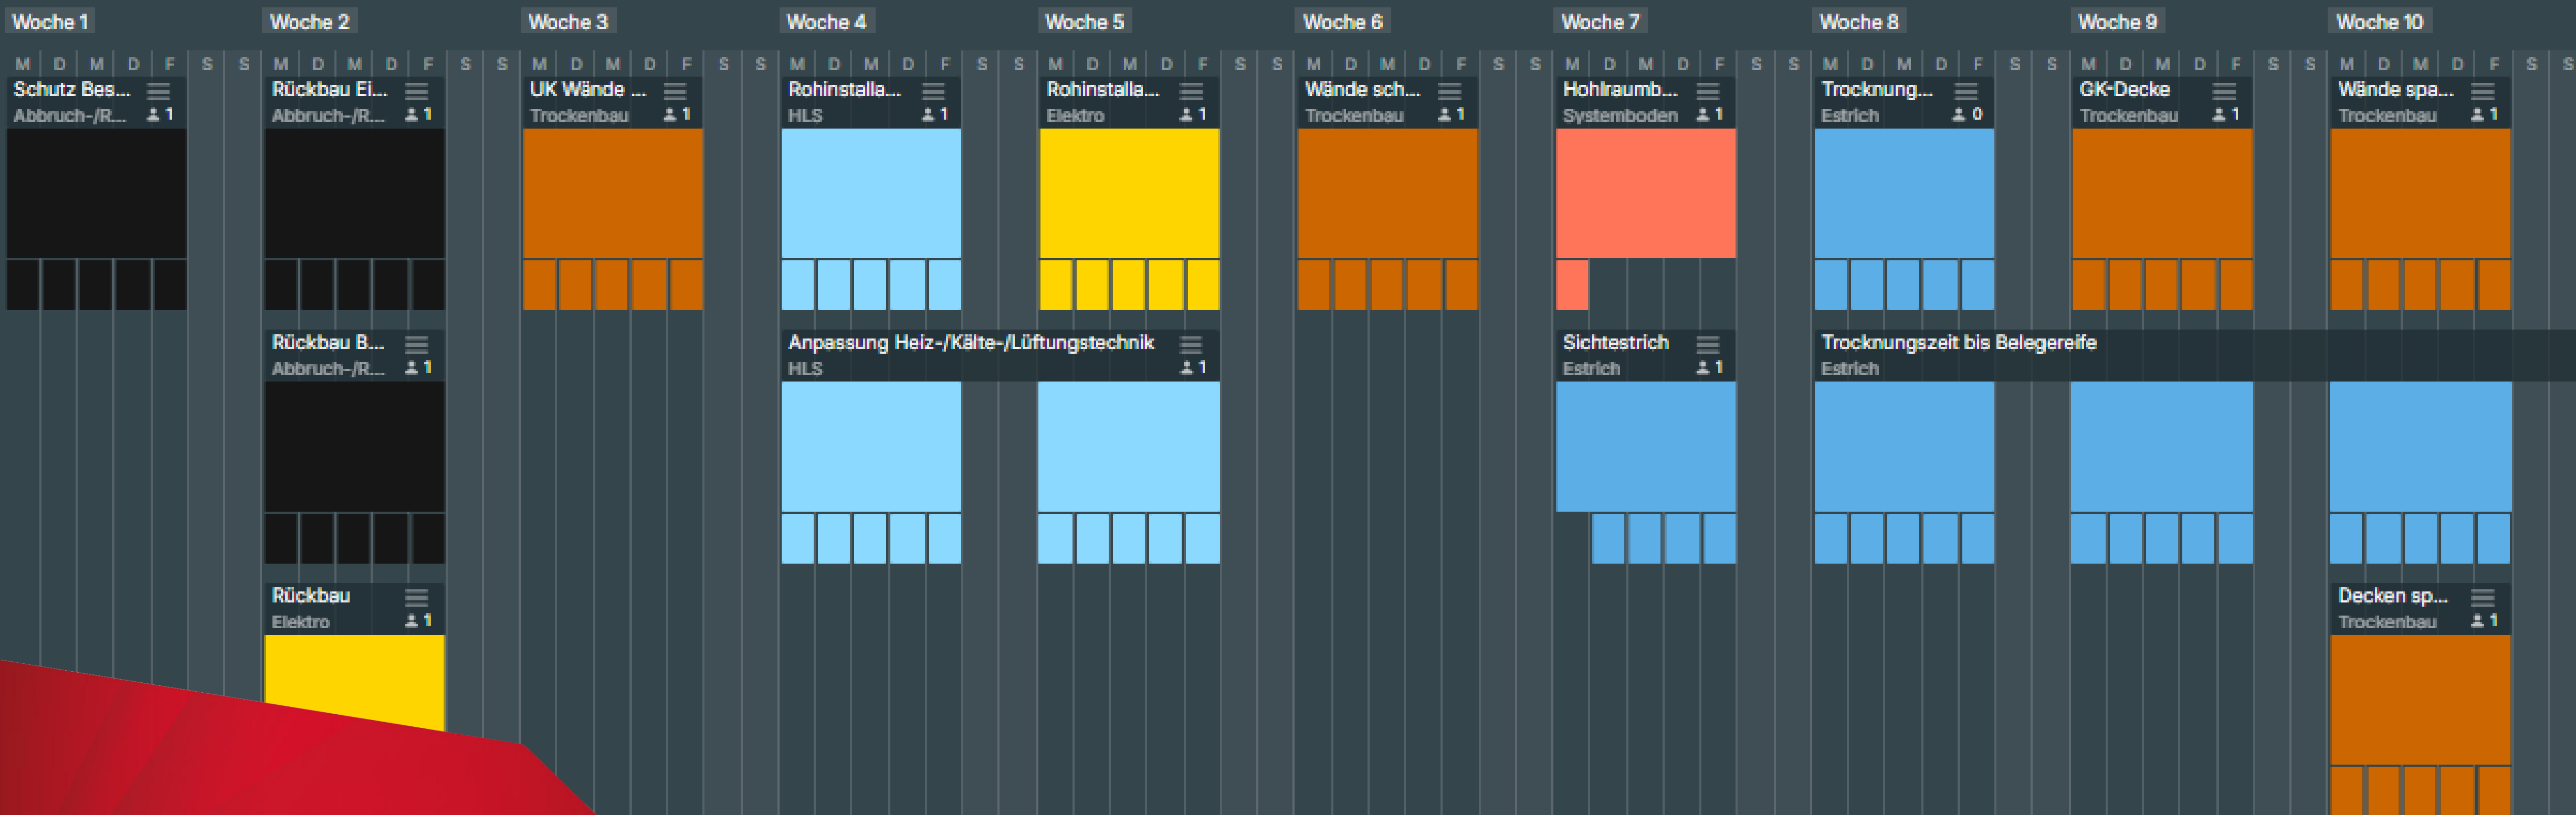 Woche 1 Woche 2 Woche 3 Woche 4 Woche 5 Woche 6 Woche 7 Woche 8 Woche 9 Woche 10
M D M D F S S M D M D F S S M D M D F S S M D M D F S S M D M D F S S M D M D F S S M D M D F S S M D M D F S S M D M D F S S M D M D F S S
Schutz Bes... Rückbau Ei... UK Wände ... Rohinstalla... Rohinstalla... Wände sch... Hohlraumb... Trocknung... GK-Decke Wände spa...
Abbruch-/R... 1 Abbruch-/R... 1 Trockenbau 1 HLS 1 Elektro 1 Trockenbau 1 Systemboden 1 Estrich 0 Trockenbau 1 Trockenbau 1
Rückbau B... Anpassung Heiz-/Kälte-/Lüftungstechnik Sichtestrich Trocknungszeit bis Belegereife
Abbruch-/R... 1 HLS 1 Estrich 1 Estrich
Rückbau Decken sp...
Elektro 1 Trockenbau 1